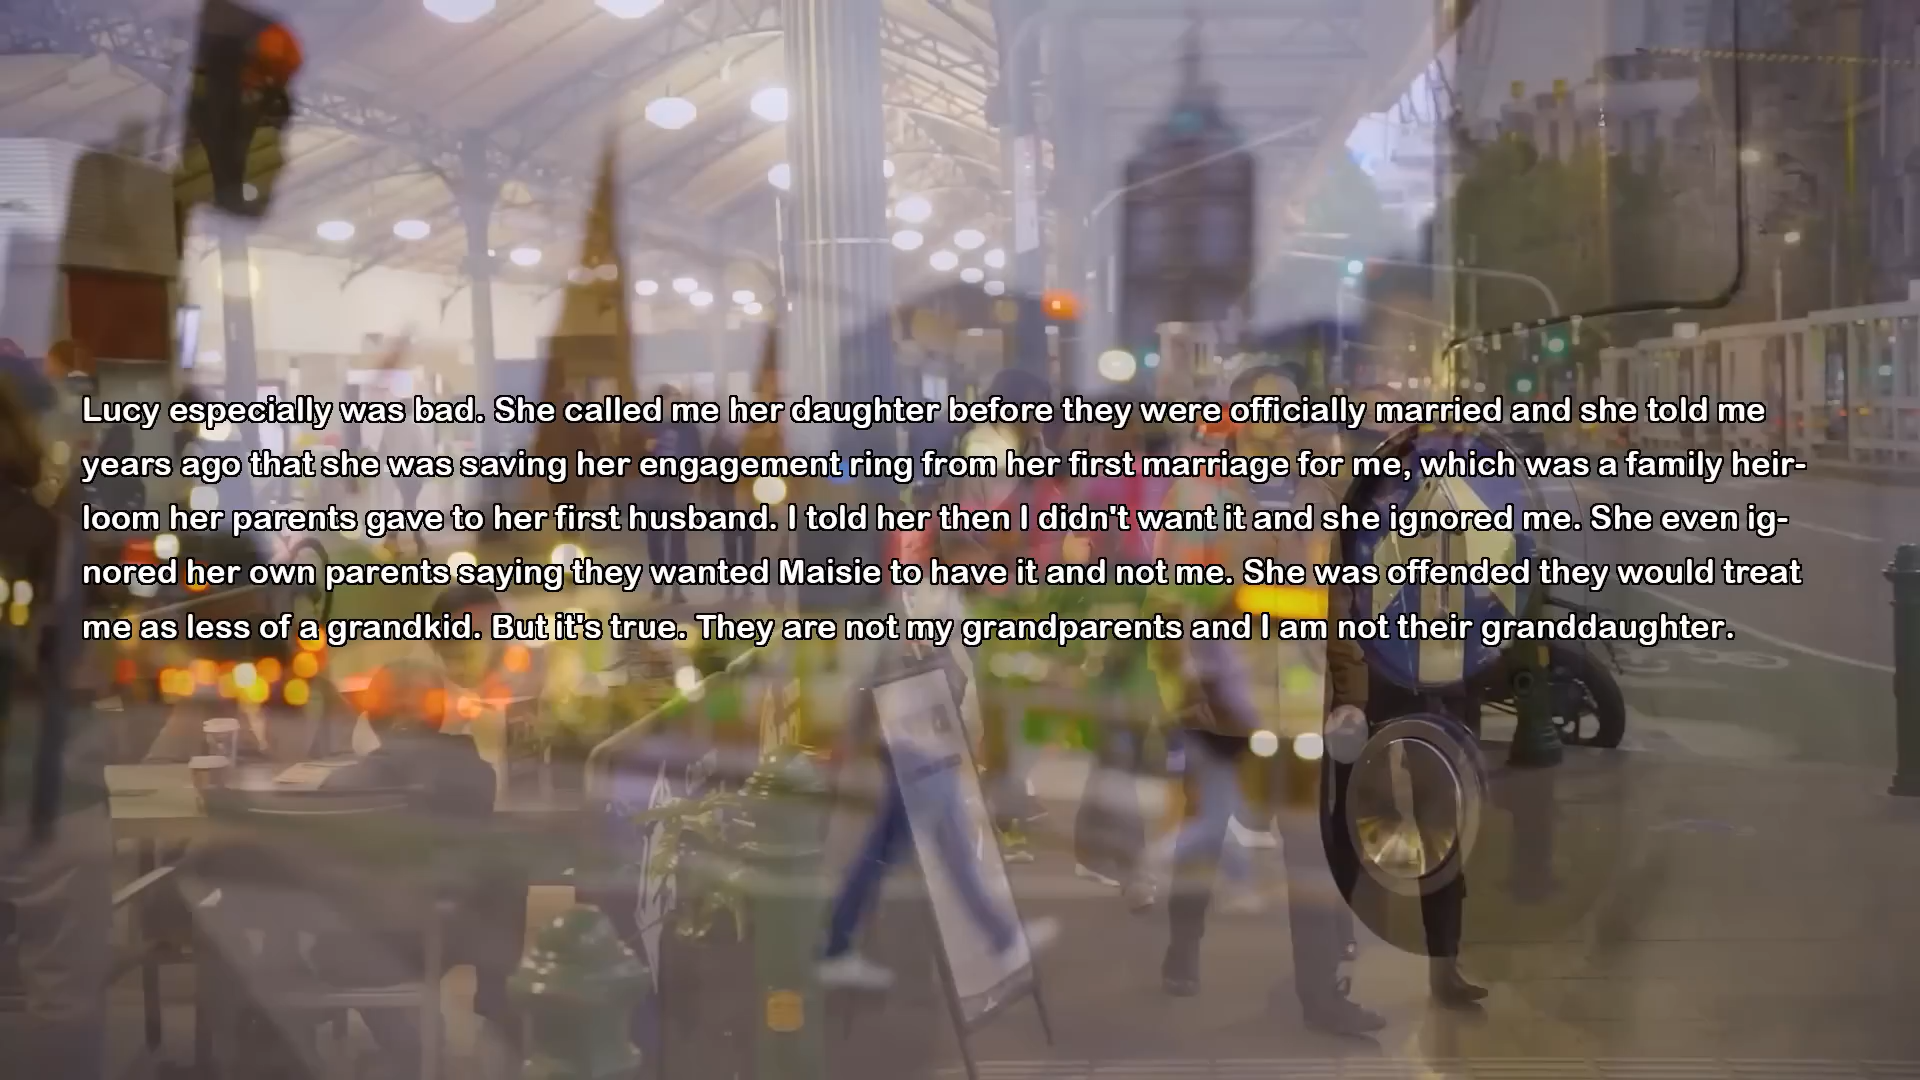 Lucy especially was bad. She called me her daughter before they were officially married and she told me
years ago that she was saving her engagement ring from her first marriage for me, which was a family heir-
loom her parents gave to her first husband. I told her then I didn't want it and she ignored me. She even ig-
nored her own parents saying they wanted Maisie to have it and not me. She was offended they would treat
me as less of a grandkid. But it's true. They are not my grandparents and I am not their granddaughter.